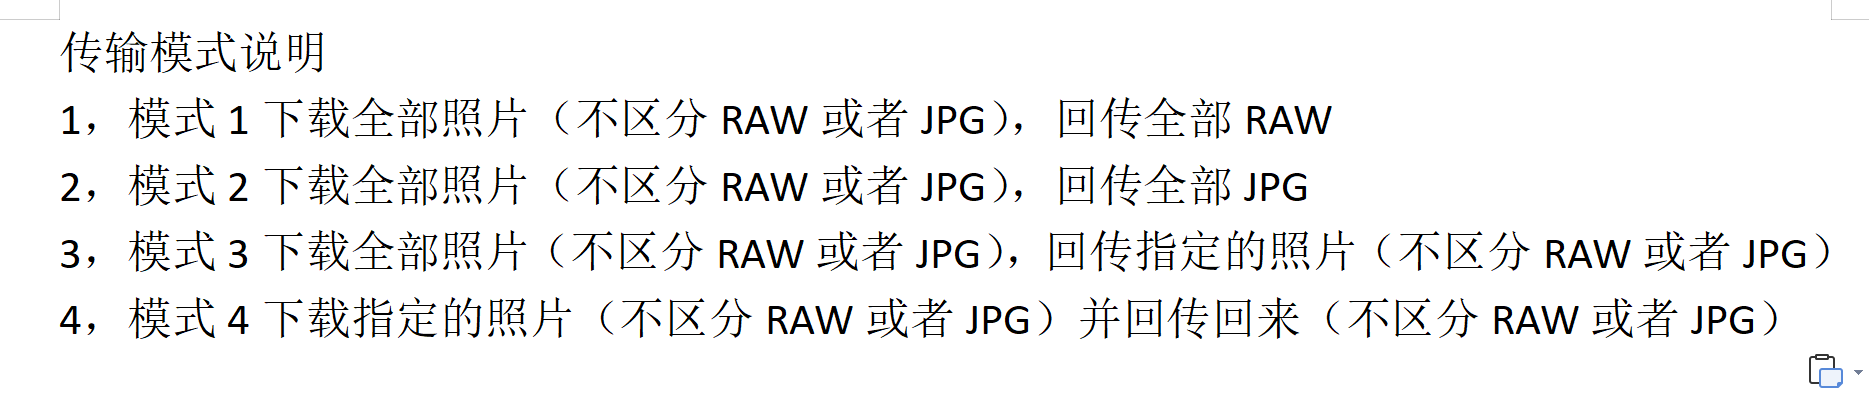 传输模式说明
1，模式 1 下载全部照片（不区分 RAW 或者 JPG），回传全部 RAW
2，模式 2 下载全部照片（不区分 RAW 或者 JPG），回传全部 JPG
3，模式 3 下载全部照片（不区分 RAW 或者 JPG），回传指定的照片（不区分 RAW 或者 JPG）
4，模式 4 下载指定的照片（不区分 RAW 或者 JPG）并回传回来（不区分 RAW 或者 JPG）